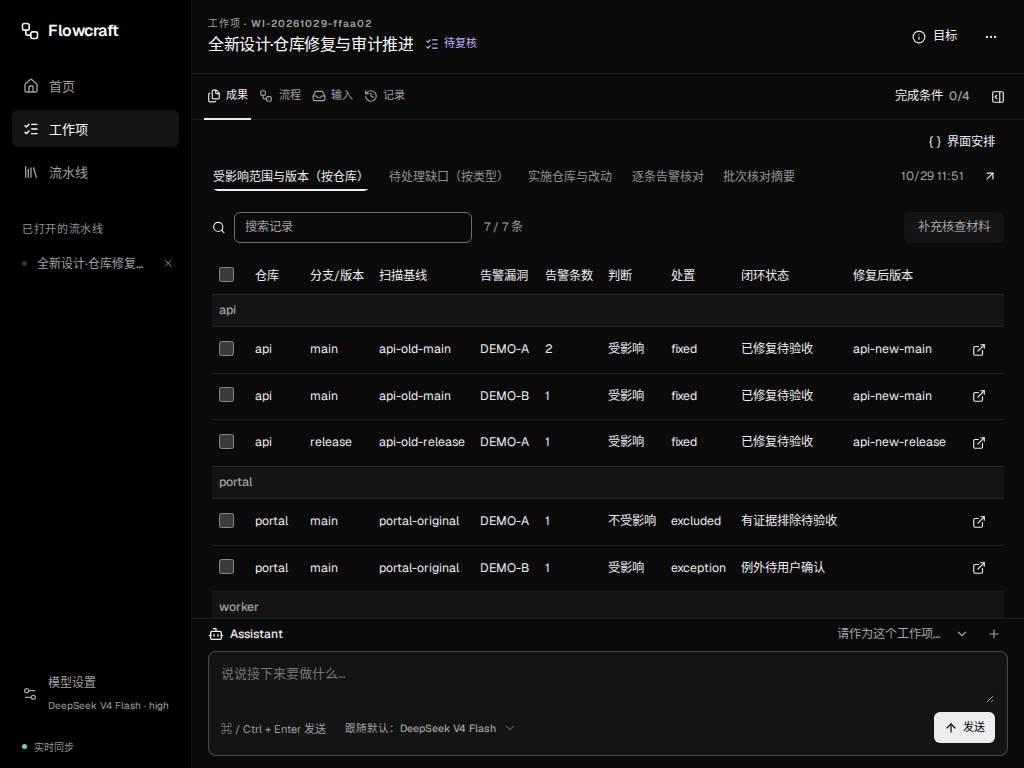 Flowcraft
首页
工作项
流水线
已打开的流水线
全新设计·仓库修复...
模型设置
DeepSeek V4 Flash · high
实时同步
工作项 · WI-20261029-ffaa02
全新设计·仓库修复与审计推进 待复核
目标
成果 流程 输入 记录
完成条件 0/4
界面安排
受影响范围与版本（按仓库） 待处理缺口（按类型） 实施仓库与改动 逐条告警核对 批次核对摘要 10/29 11:51
搜索记录 7 / 7 条 补充核查材料
仓库 分支/版本 扫描基线 告警漏洞 告警条数 判断 处置 闭环状态 修复后版本
api
api main api-old-main DEMO-A 2 受影响 fixed 已修复待验收 api-new-main
api main api-old-main DEMO-B 1 受影响 fixed 已修复待验收 api-new-main
api release api-old-release DEMO-A 1 受影响 fixed 已修复待验收 api-new-release
portal
portal main portal-original DEMO-A 1 不受影响 excluded 有证据排除待验收
portal main portal-original DEMO-B 1 受影响 exception 例外待用户确认
worker
Assistant 请作为这个工作项...
说说接下来要做什么...
⌘ / Ctrl + Enter 发送 跟随默认：DeepSeek V4 Flash 发送